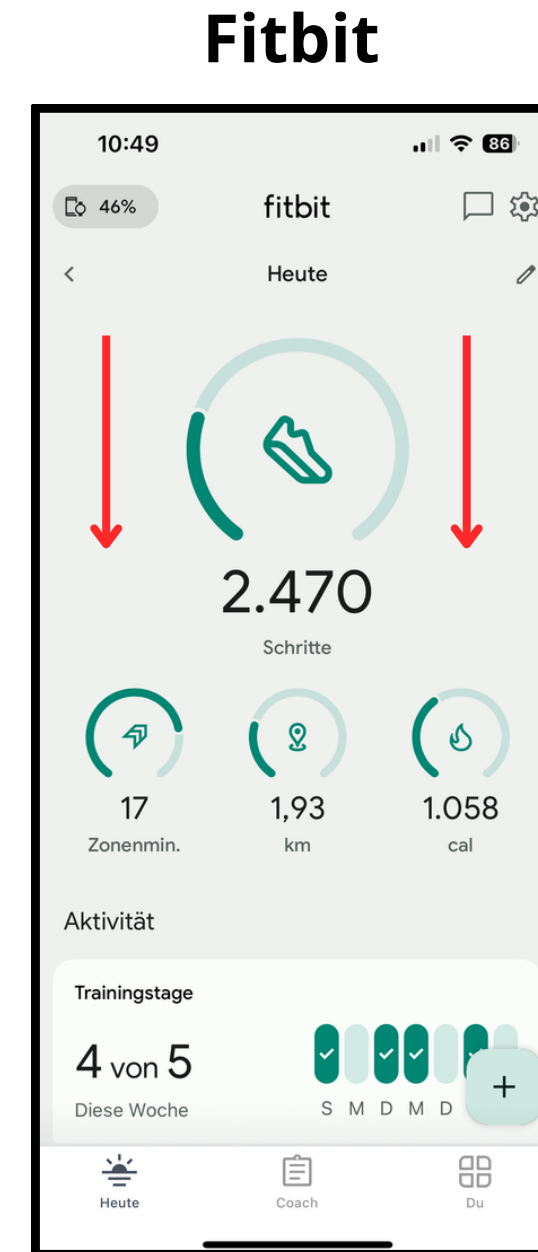 Fitbit
10:49
86
46%
fitbit
Heute
2.470
Schritte
17
1,93
1.058
Zonenmin.
km
cal
Aktivität
Trainingstage
4 von 5
Diese Woche
S M D M D
+
Heute
Coach
Du